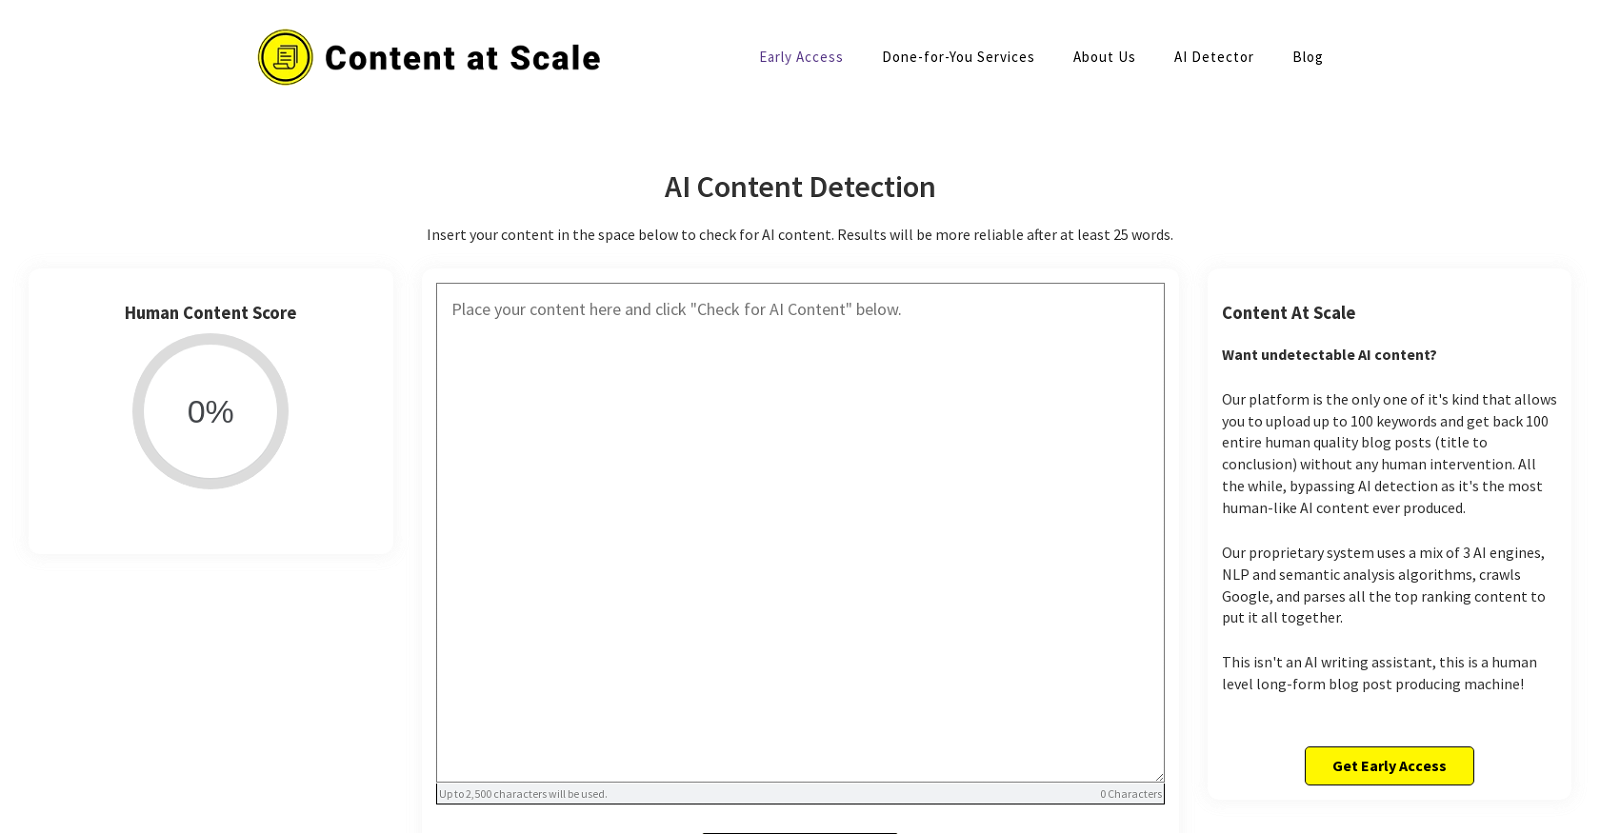 Content at Scale
Early Access
Done-for-You Services
About Us
AI Detector
Blog
AI Content Detection
Insert your content in the space below to check for AI content. Results will be more reliable after at least 25 words.
Human Content Score
0%
Place your content here and click "Check for AI Content" below.
Up to 2,500 characters will be used.
0 Characters
Content At Scale
Want undetectable AI content?
Our platform is the only one of it's kind that allows
you to upload up to 100 keywords and get back 100
entire human quality blog posts (title to
conclusion) without any human intervention. All
the while, bypassing AI detection as it's the most
human-like AI content ever produced.
Our proprietary system uses a mix of 3 AI engines,
NLP and semantic analysis algorithms, crawls
Google, and parses all the top ranking content to
put it all together.
This isn't an AI writing assistant, this is a human
level long-form blog post producing machine!
Get Early Access